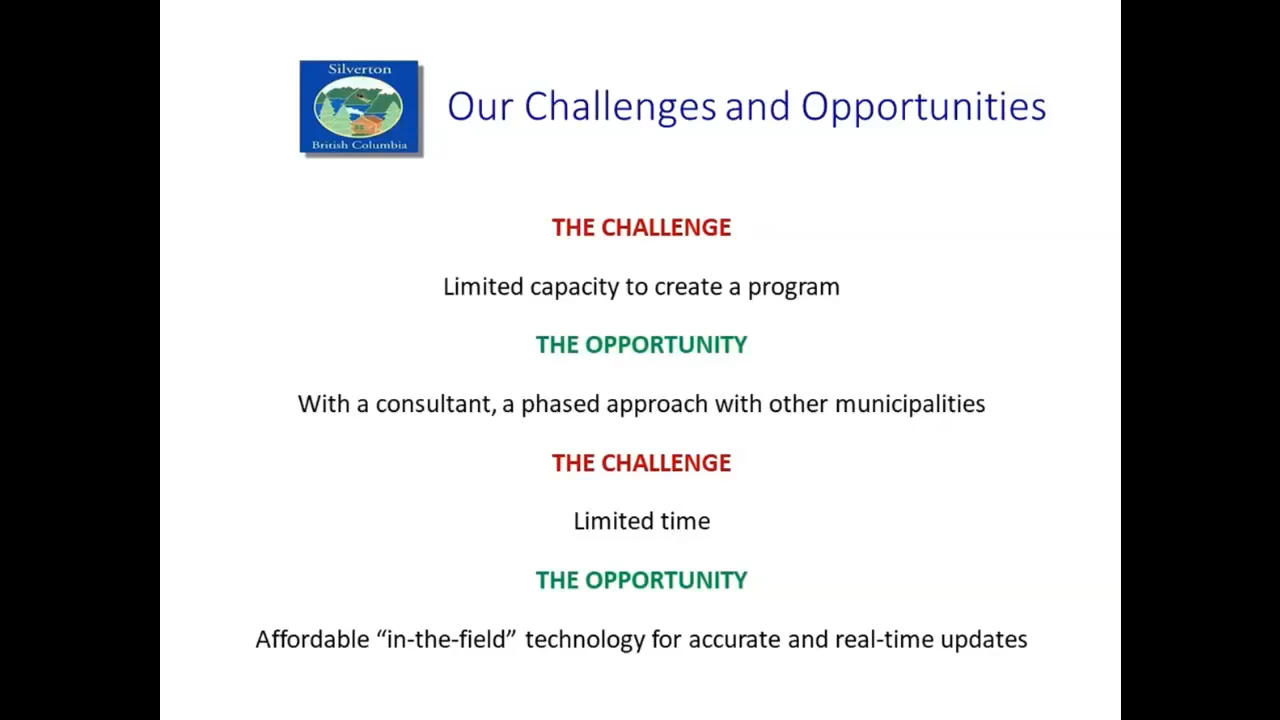 Silverton
British Columbia
Our Challenges and Opportunities
THE CHALLENGE
Limited capacity to create a program
THE OPPORTUNITY
With a consultant, a phased approach with other municipalities
THE CHALLENGE
Limited time
THE OPPORTUNITY
Affordable “in-the-field” technology for accurate and real-time updates